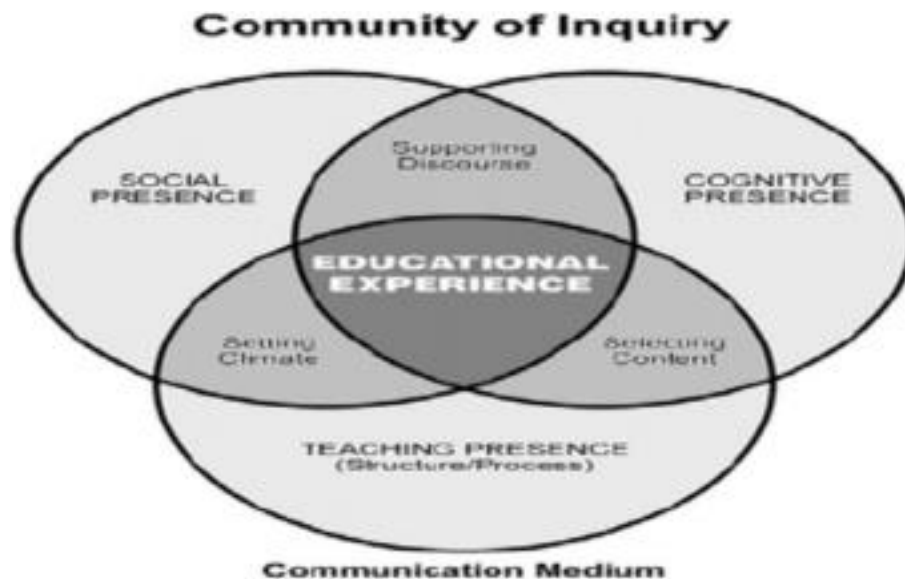 Community of Inquiry
Supporting
Discourse
SOCIAL
PRESENCE
COGNITIVE
PRESENCE
EDUCATIONAL
EXPERIENCE
Setting
Climate
Selecting
Content
TEACHING PRESENCE
(Structure/Process)
Communication Medium